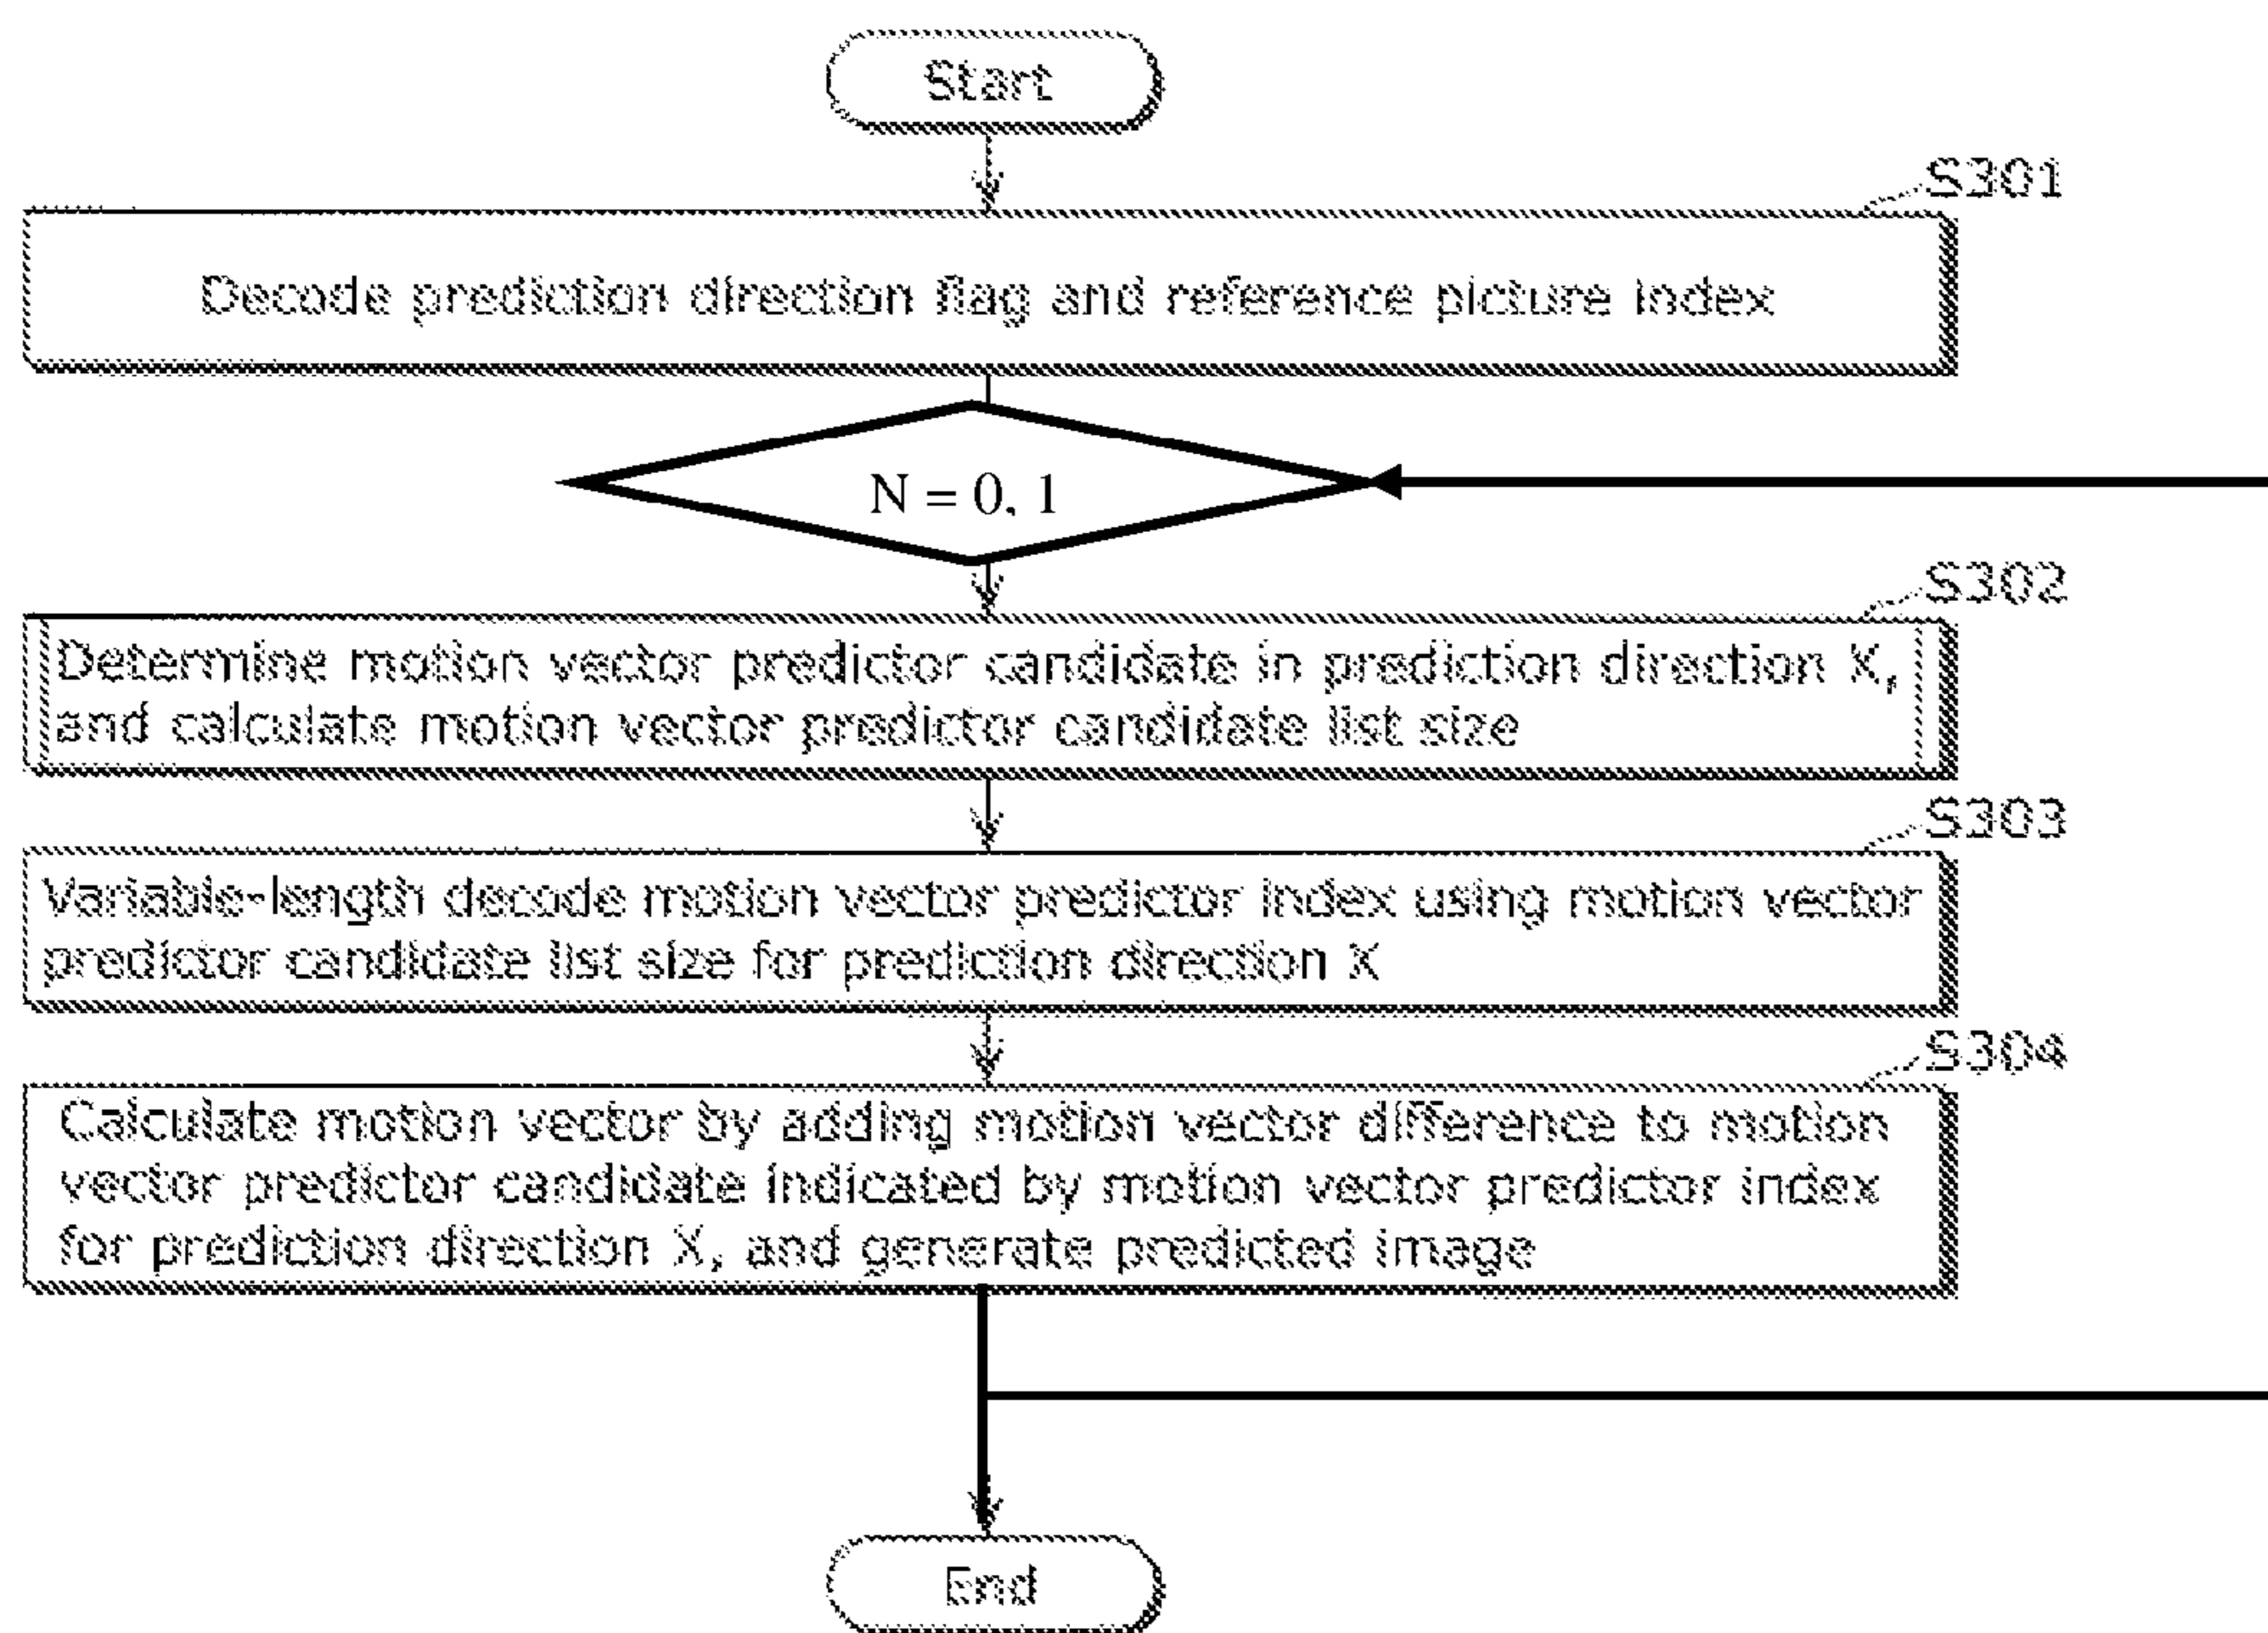 Start
S301
Decode prediction direction flag and reference picture index
N = 0, 1
S302
Determine motion vector predictor candidate in prediction direction X,
and calculate motion vector predictor candidate list size
S303
Variable-length decode motion vector predictor index using motion vector
predictor candidate list size for prediction direction X
S304
Calculate motion vector by adding motion vector difference to motion
vector predictor candidate indicated by motion vector predictor index
for prediction direction X, and generate predicted image
End